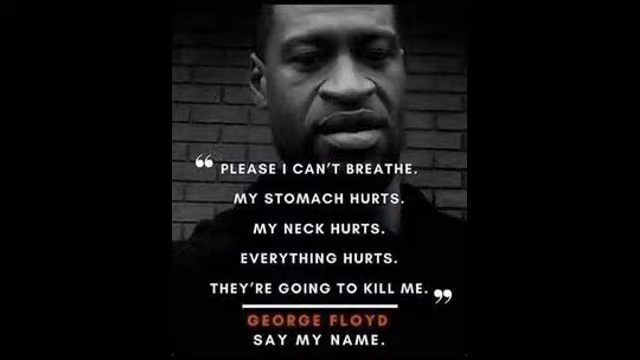 “ PLEASE I CAN’T BREATHE.
MY STOMACH HURTS.
MY NECK HURTS.
EVERYTHING HURTS.
THEY’RE GOING TO KILL ME. ”
GEORGE FLOYD
SAY MY NAME.